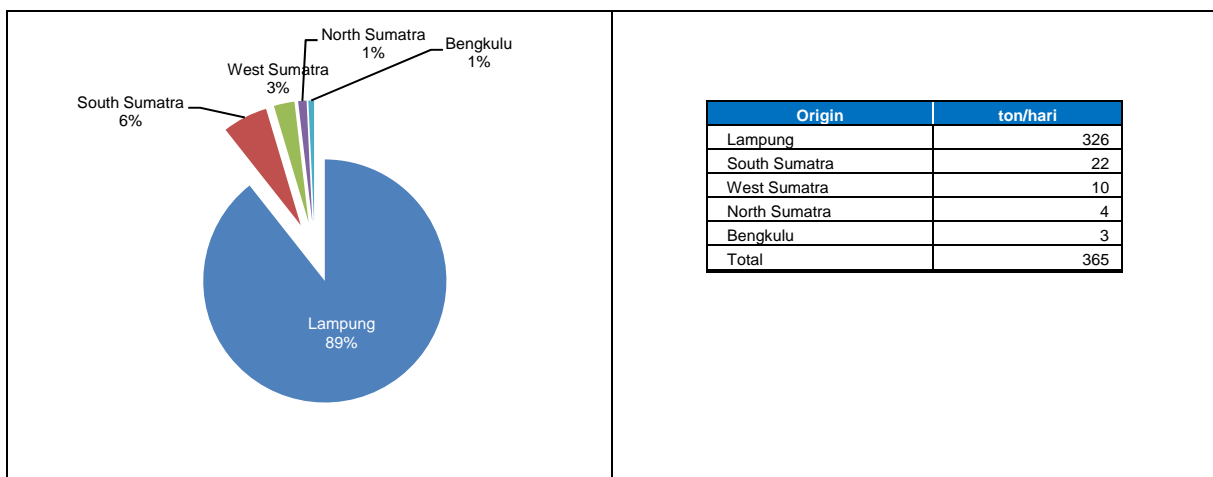 North Sumatra
1%
Bengkulu
1%
West Sumatra
3%
South Sumatra
6%
Lampung
89%
Origin ton/hari
Lampung 326
South Sumatra 22
West Sumatra 10
North Sumatra 4
Bengkulu 3
Total 365